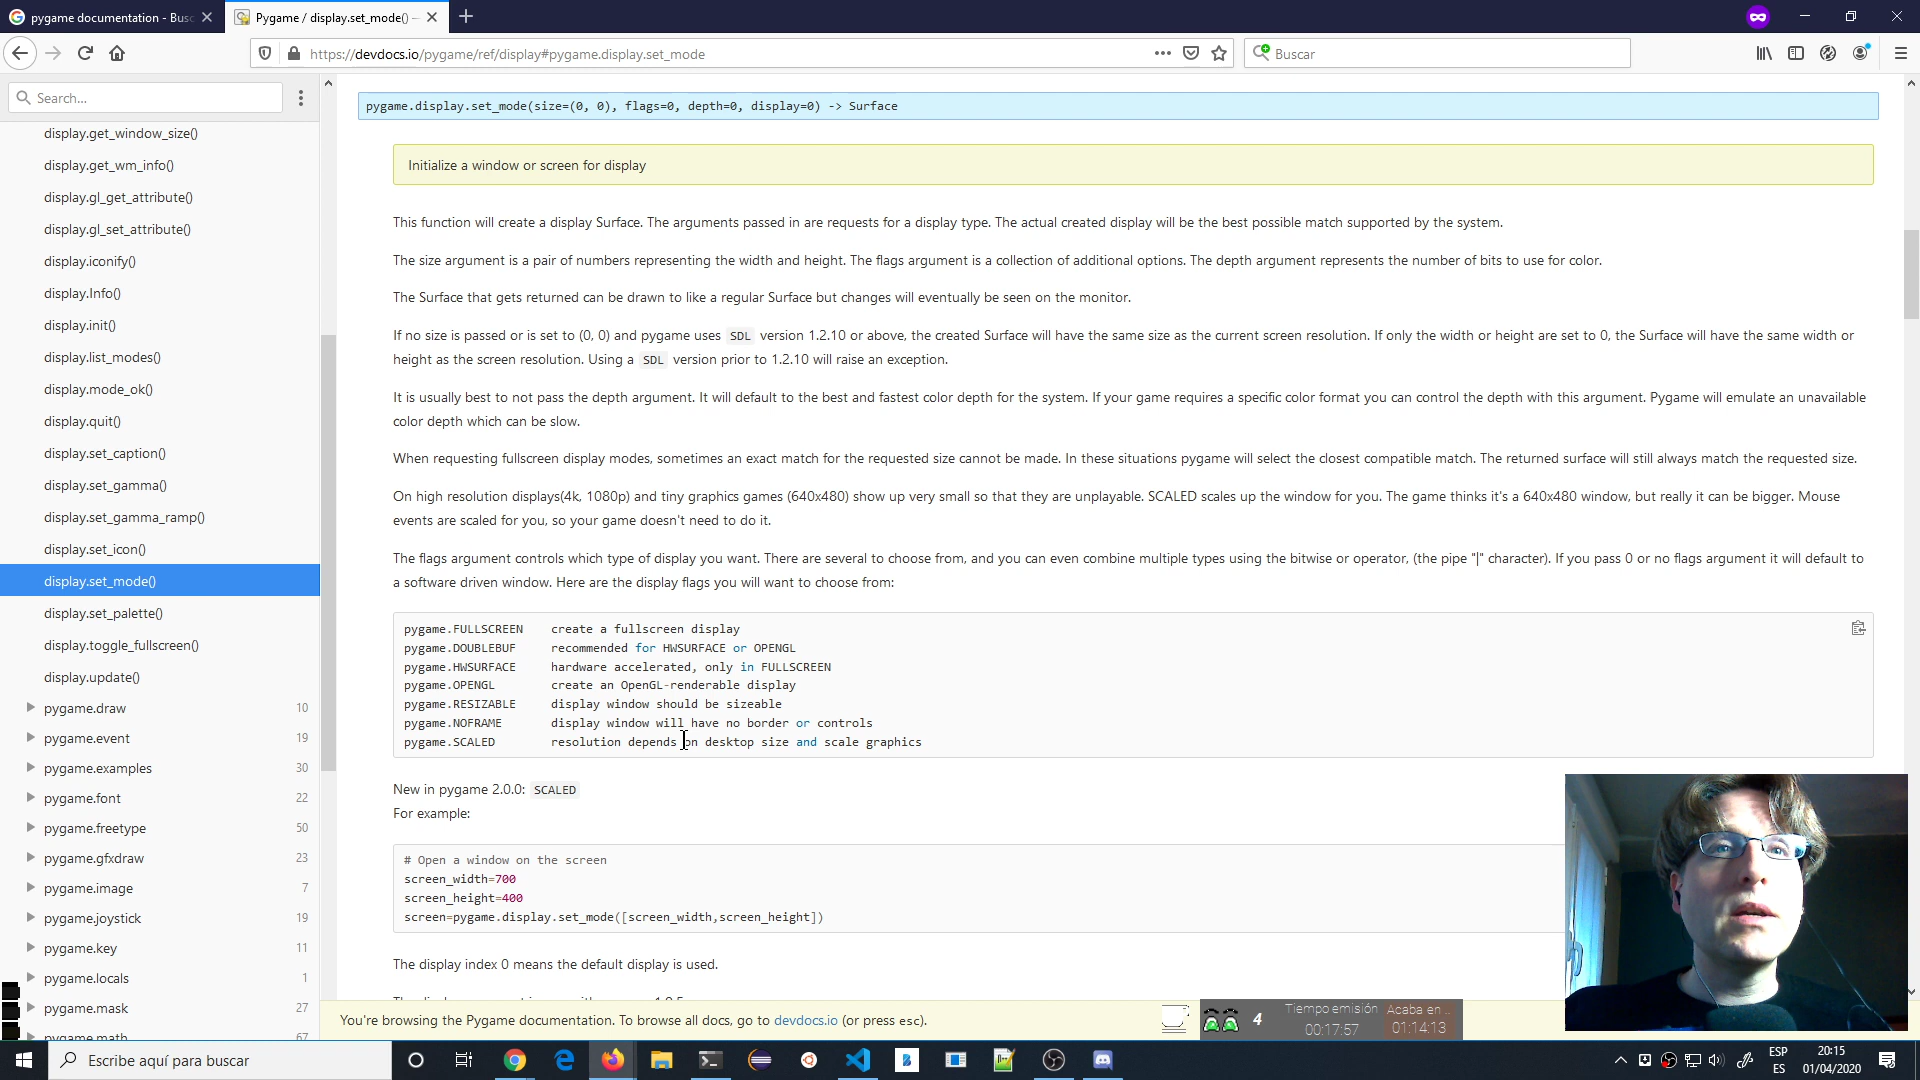 pygame documentation - Busc
Pygame / display.set_mode() —
https://devdocs.io/pygame/ref/display#pygame.display.set_mode
Buscar
Search...
display.get_window_size()
display.get_wm_info()
display.gl_get_attribute()
display.gl_set_attribute()
display.iconify()
display.Info()
display.init()
display.list_modes()
display.mode_ok()
display.quit()
display.set_caption()
display.set_gamma()
display.set_gamma_ramp()
display.set_icon()
display.set_mode()
display.set_palette()
display.toggle_fullscreen()
display.update()
pygame.draw 10
pygame.event 19
pygame.examples 30
pygame.font 22
pygame.freetype 50
pygame.gfxdraw 23
pygame.image 7
pygame.joystick 19
pygame.key 11
pygame.locals 1
pygame.mask 27
pygame.math 67
pygame.display.set_mode(size=(0, 0), flags=0, depth=0, display=0) -> Surface
Initialize a window or screen for display
This function will create a display Surface. The arguments passed in are requests for a display type. The actual created display will be the best possible match supported by the system.
The size argument is a pair of numbers representing the width and height. The flags argument is a collection of additional options. The depth argument represents the number of bits to use for color.
The Surface that gets returned can be drawn to like a regular Surface but changes will eventually be seen on the monitor.
If no size is passed or is set to (0, 0) and pygame uses SDL version 1.2.10 or above, the created Surface will have the same size as the current screen resolution. If only the width or height are set to 0, the Surface will have the same width or
height as the screen resolution. Using a SDL version prior to 1.2.10 will raise an exception.
It is usually best to not pass the depth argument. It will default to the best and fastest color depth for the system. If your game requires a specific color format you can control the depth with this argument. Pygame will emulate an unavailable
color depth which can be slow.
When requesting fullscreen display modes, sometimes an exact match for the requested size cannot be made. In these situations pygame will select the closest compatible match. The returned surface will still always match the requested size.
On high resolution displays(4k, 1080p) and tiny graphics games (640x480) show up very small so that they are unplayable. SCALED scales up the window for you. The game thinks it's a 640x480 window, but really it can be bigger. Mouse
events are scaled for you, so your game doesn't need to do it.
The flags argument controls which type of display you want. There are several to choose from, and you can even combine multiple types using the bitwise or operator, (the pipe "|" character). If you pass 0 or no flags argument it will default to
a software driven window. Here are the display flags you will want to choose from:
pygame.FULLSCREEN create a fullscreen display
pygame.DOUBLEBUF recommended for HWSURFACE or OPENGL
pygame.HWSURFACE hardware accelerated, only in FULLSCREEN
pygame.OPENGL create an OpenGL-renderable display
pygame.RESIZABLE display window should be sizeable
pygame.NOFRAME display window will have no border or controls
pygame.SCALED resolution depends on desktop size and scale graphics
New in pygame 2.0.0: SCALED
For example:
# Open a window on the screen
screen_width=700
screen_height=400
screen=pygame.display.set_mode([screen_width,screen_height])
The display index 0 means the default display is used.
You're browsing the Pygame documentation. To browse all docs, go to devdocs.io (or press esc).
4
Tiempo emisión
00:17:57
Acaba en ..
01:14:13
Escribe aquí para buscar
ESP
ES
20:15
01/04/2020